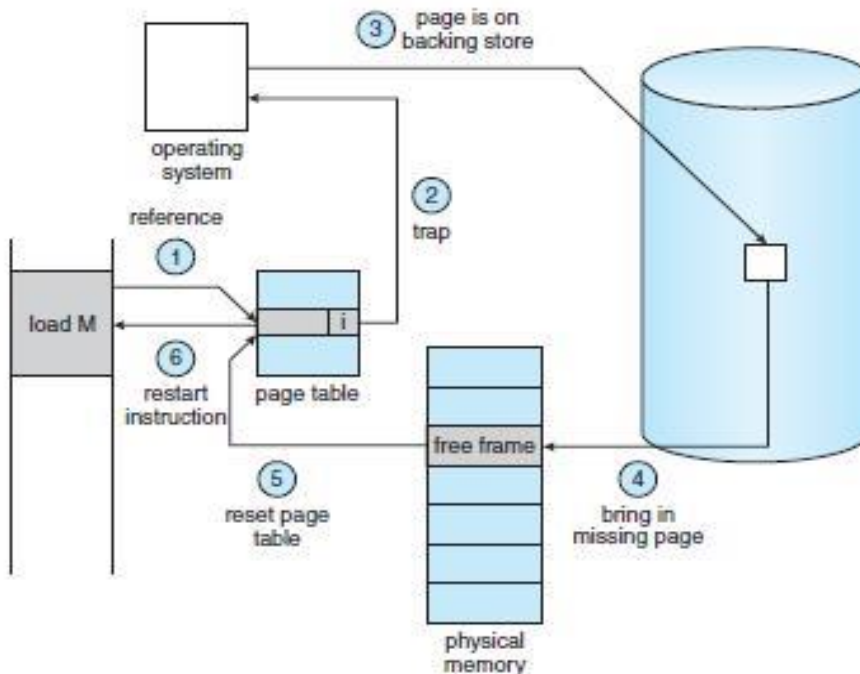 3
page is on
backing store
operating
system
2
trap
reference
1
load M
i
6
restart
instruction
page table
free frame
5
reset page
table
4
bring in
missing page
physical
memory